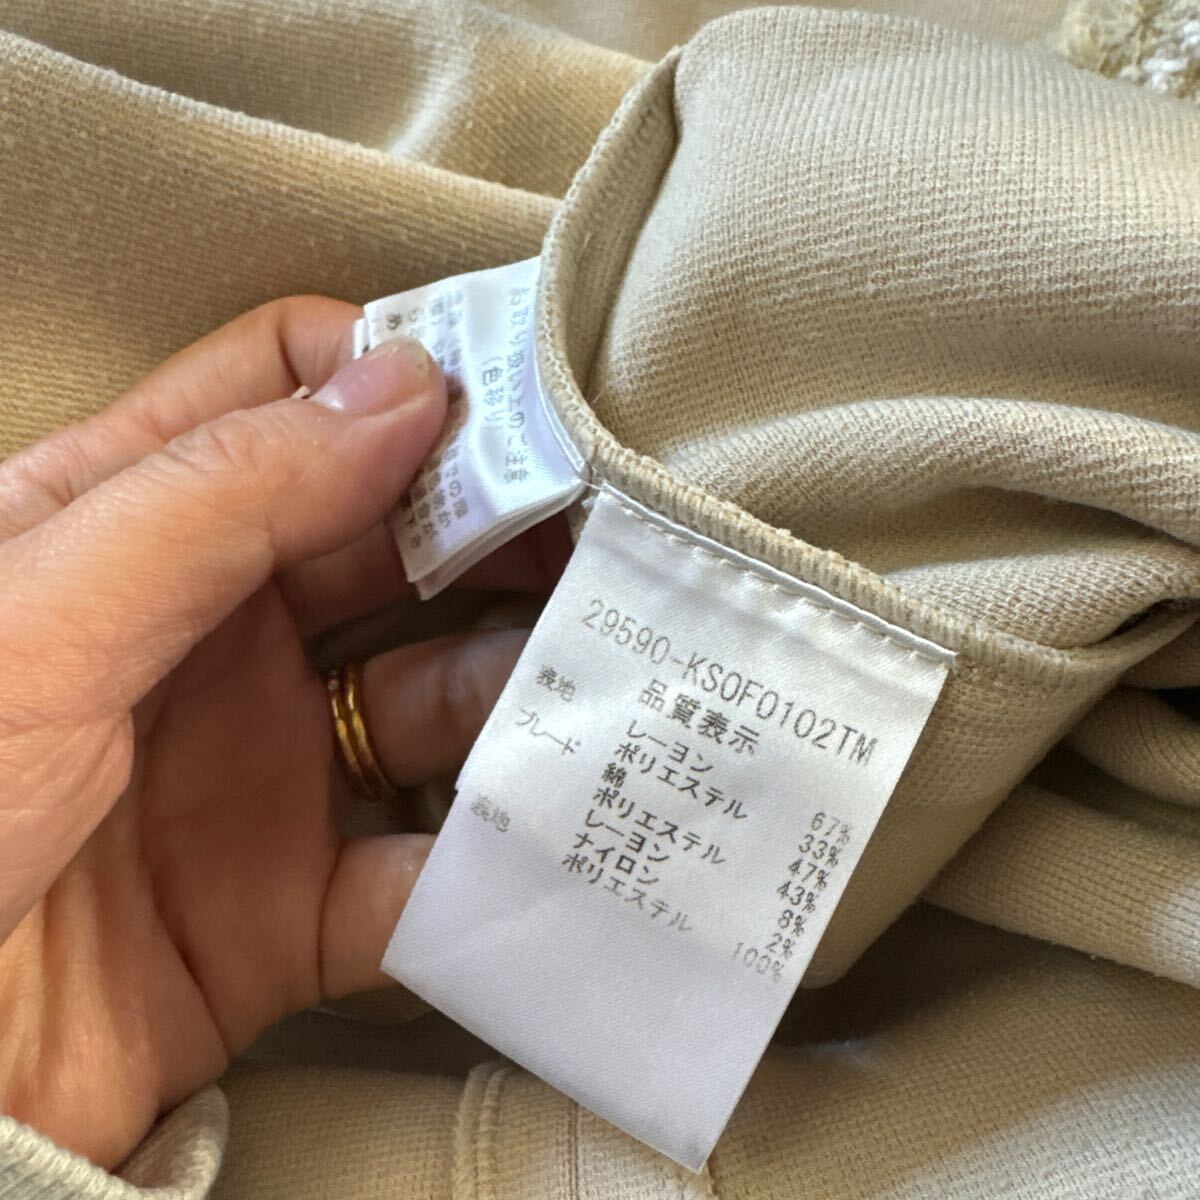 29590-KS0F0102TM
品質表示
表地 レーヨン 67%
ポリエステル 33%
ブレード 綿 47%
ポリエステル 43%
レーヨン 8%
ナイロン 2%
表地 ポリエステル 100%
お取り扱い上のご注意
(色移り)